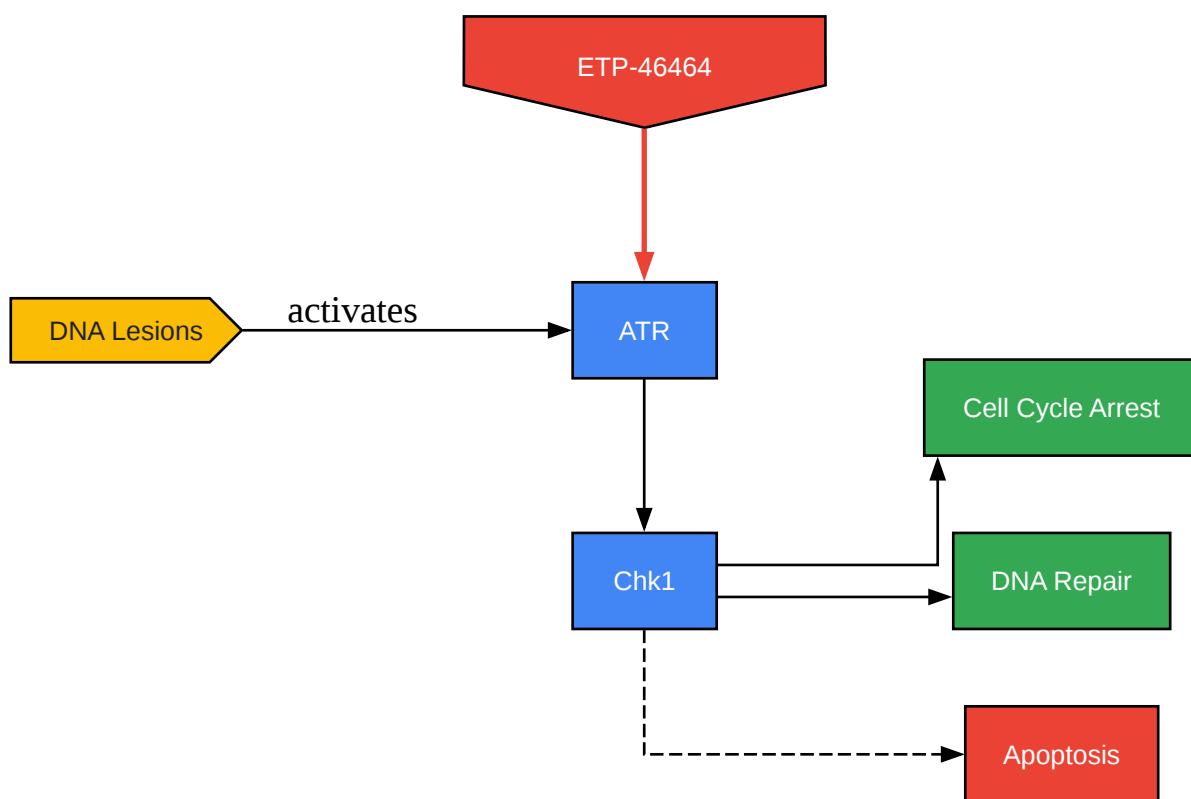 ETP-46464
DNA Lesions
activates
ATR
Cell Cycle Arrest
Chk1
DNA Repair
Apoptosis